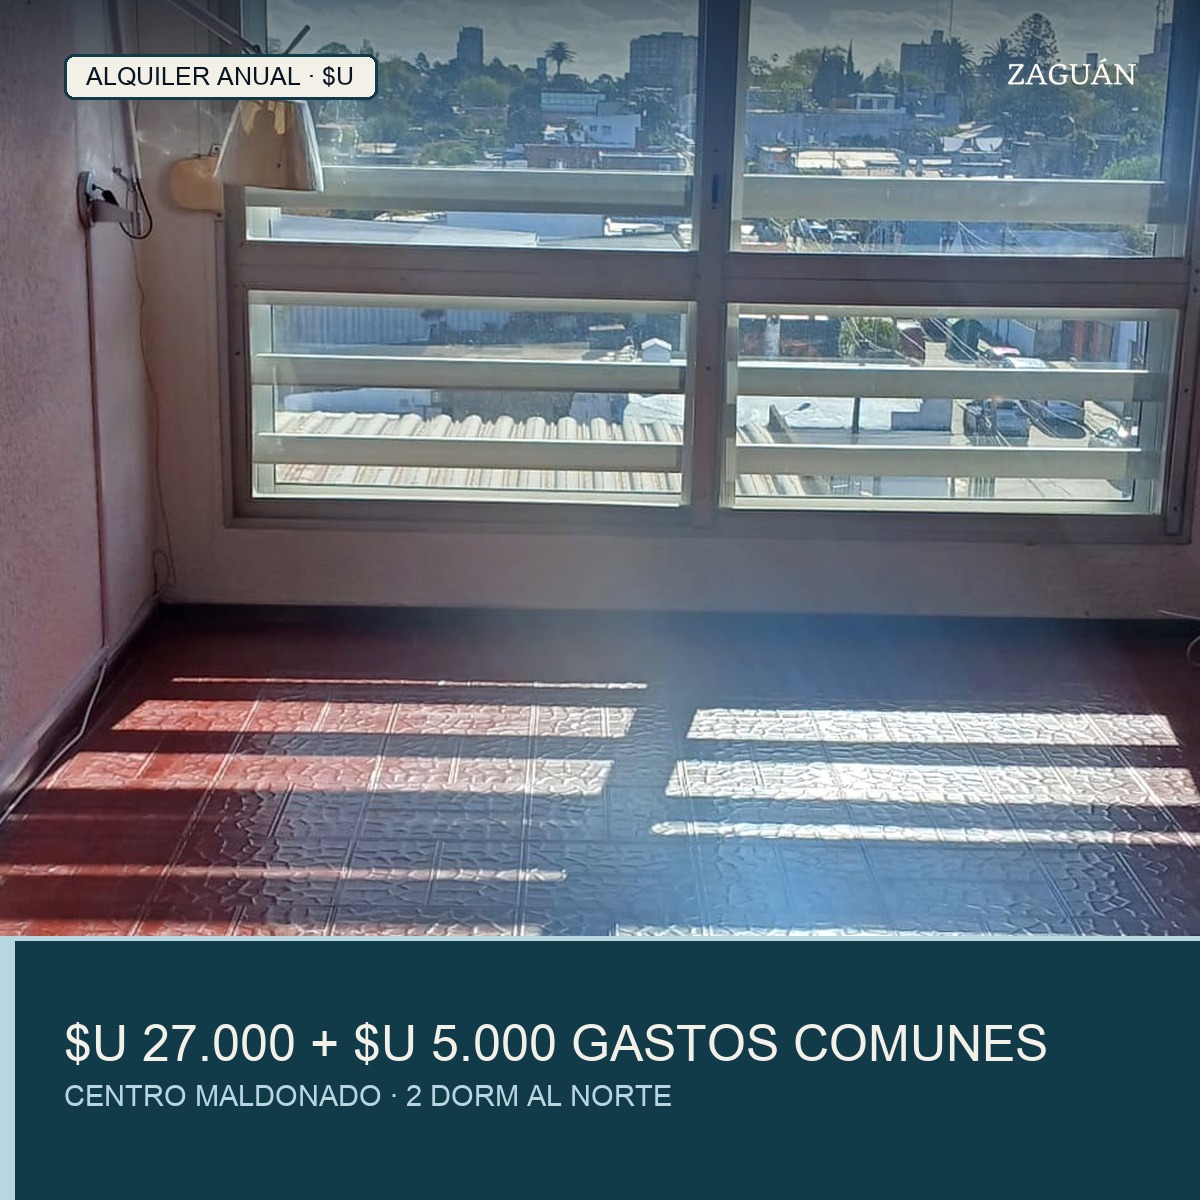 ALQUILER ANUAL · $U
ZAGUÁN
$U 27.000 + $U 5.000 GASTOS COMUNES
CENTRO MALDONADO · 2 DORM AL NORTE